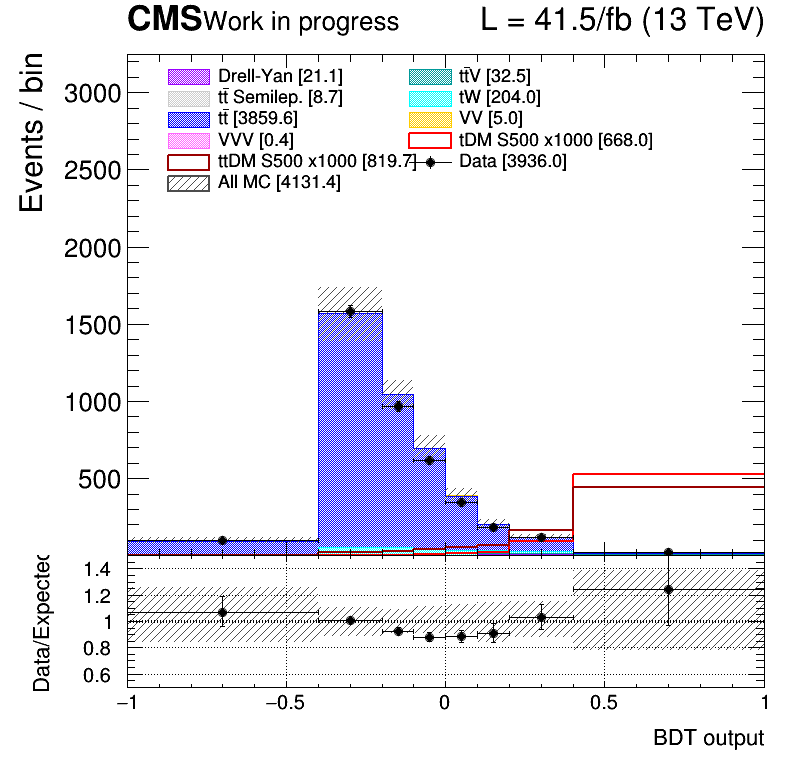 CMS Work in progress L = 41.5/fb (13 TeV)
Events / bin
3000
2500
2000
1500
1000
500
Drell-Yan [21.1]
tt̄V [32.5]
tt̄ Semilep. [8.7]
tW [204.0]
tt̄ [3859.6]
VV [5.0]
VVV [0.4]
tDM S500 x1000 [668.0]
ttDM S500 x1000 [819.7]
Data [3936.0]
All MC [4131.4]
Data/Expected
1.4
1.2
1
0.8
0.6
−1 −0.5 0 0.5 1
BDT output